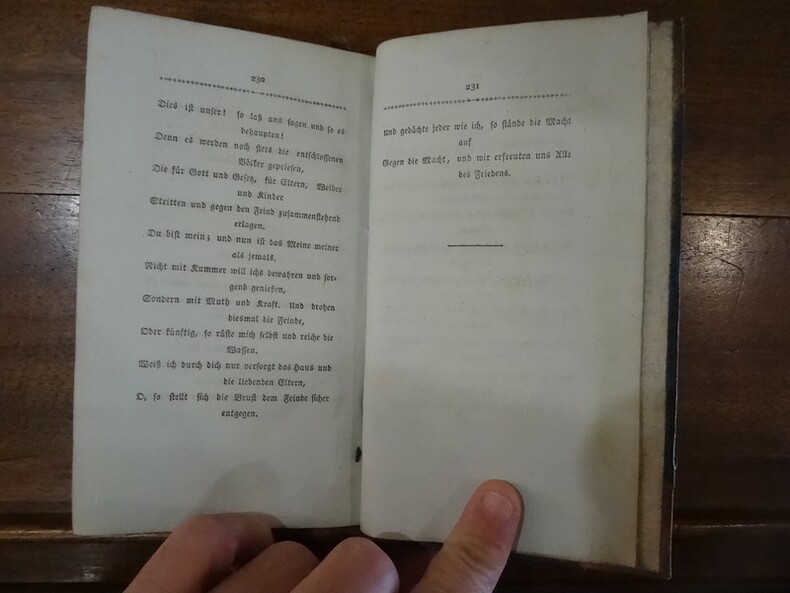 230
Dies ist unser! so laß uns sagen und so es
behaupten!
Denn es werden noch stets die entschlossenen
Völker gepriesen,
Die für Gott und Gesetz, für Eltern, Weiber
und Kinder
Stritten und gegen den Feind zusammenstehend
erlagen.
Du bist mein; und nun ist das Meine meiner
als jemals.
Nicht mit Kummer will ichs bewahren und sor-
gend genießen,
Sondern mit Muth und Kraft. Und drohen
diesmal die Feinde,
Oder künftig, so rüste mich selbst und reiche die
Waffen.
Weiß ich durch dich nur versorgt das Haus und
die liebenden Eltern,
O, so stellt sich die Brust dem Feinde sicher
entgegen.
231
Und gedächte jeder wie ich, so stände die Macht
auf
Gegen die Macht, und wir erfreuten uns Alle
des Friedens.